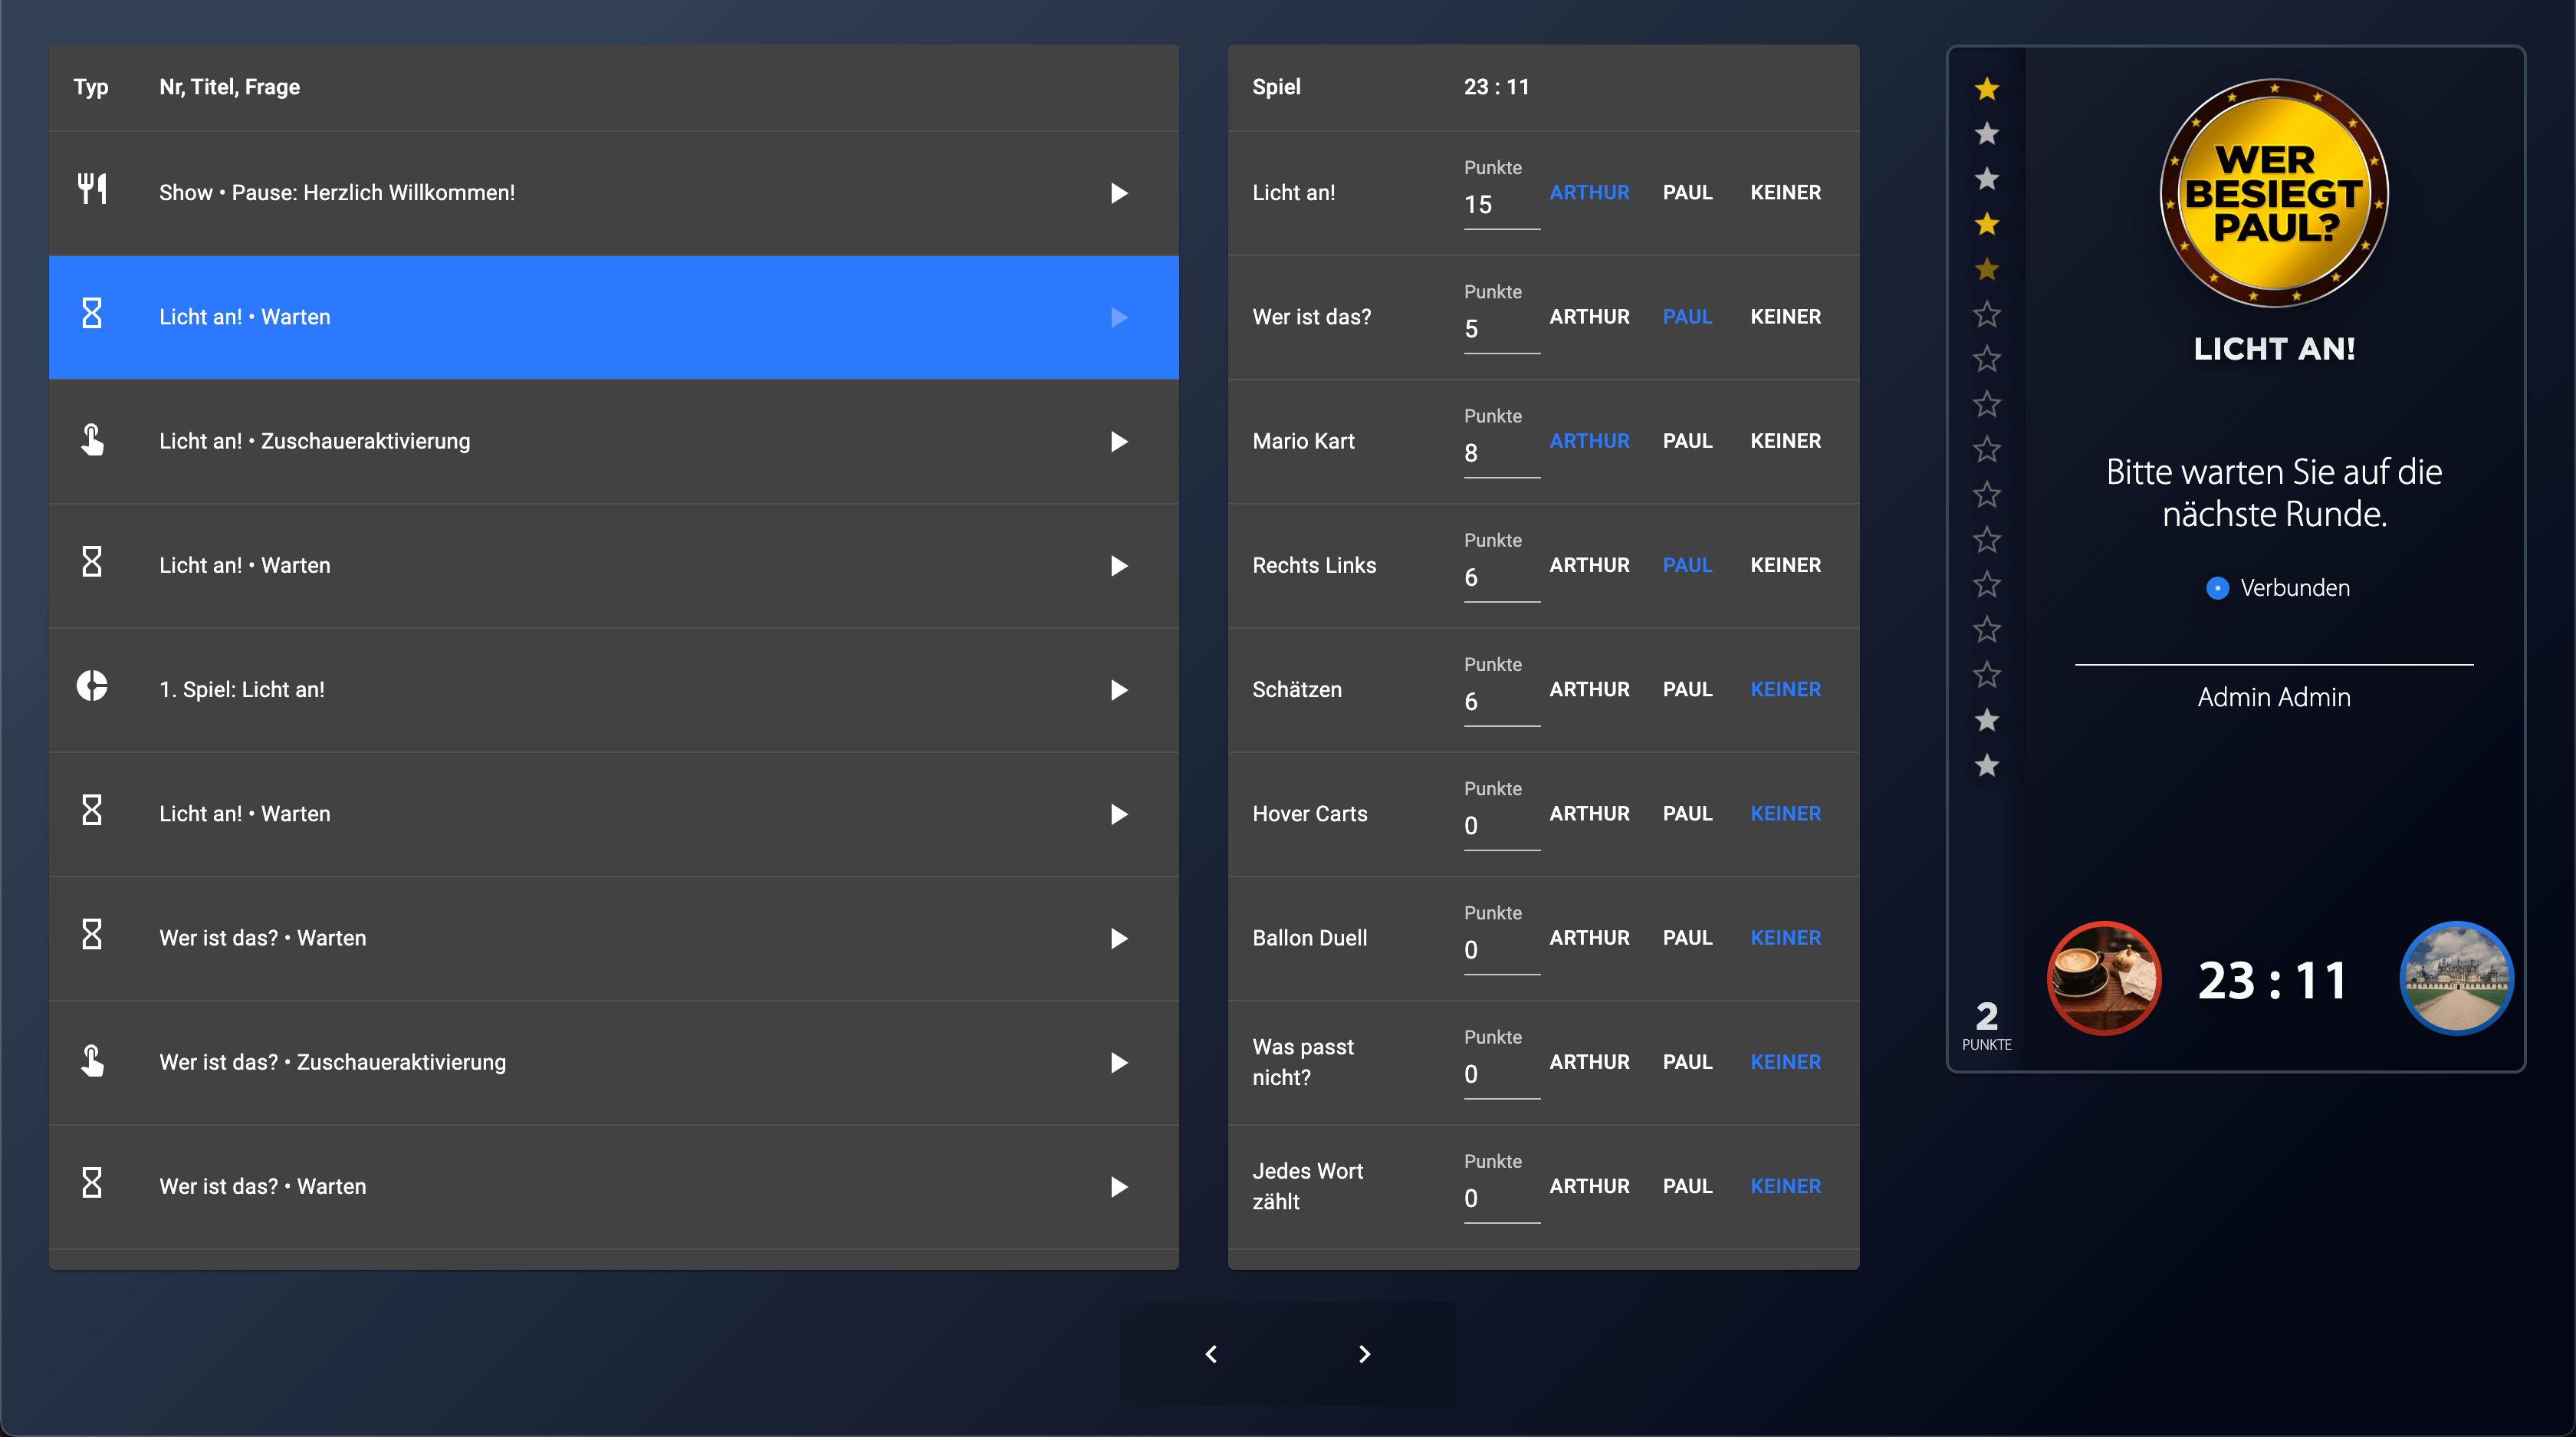 Typ Nr, Titel, Frage
Show • Pause: Herzlich Willkommen!
Licht an! • Warten
Licht an! • Zuschaueraktivierung
Licht an! • Warten
1. Spiel: Licht an!
Licht an! • Warten
Wer ist das? • Warten
Wer ist das? • Zuschaueraktivierung
Wer ist das? • Warten
Spiel 23 : 11
Punkte
Licht an! 15 ARTHUR PAUL KEINER
Punkte
Wer ist das? 5 ARTHUR PAUL KEINER
Punkte
Mario Kart 8 ARTHUR PAUL KEINER
Punkte
Rechts Links 6 ARTHUR PAUL KEINER
Punkte
Schätzen 6 ARTHUR PAUL KEINER
Punkte
Hover Carts 0 ARTHUR PAUL KEINER
Punkte
Ballon Duell 0 ARTHUR PAUL KEINER
Punkte
Was passt
nicht? 0 ARTHUR PAUL KEINER
Punkte
Jedes Wort
zählt 0 ARTHUR PAUL KEINER
WER
BESIEGT
PAUL?
LICHT AN!
Bitte warten Sie auf die
nächste Runde.
Verbunden
Admin Admin
23 : 11
2
PUNKTE